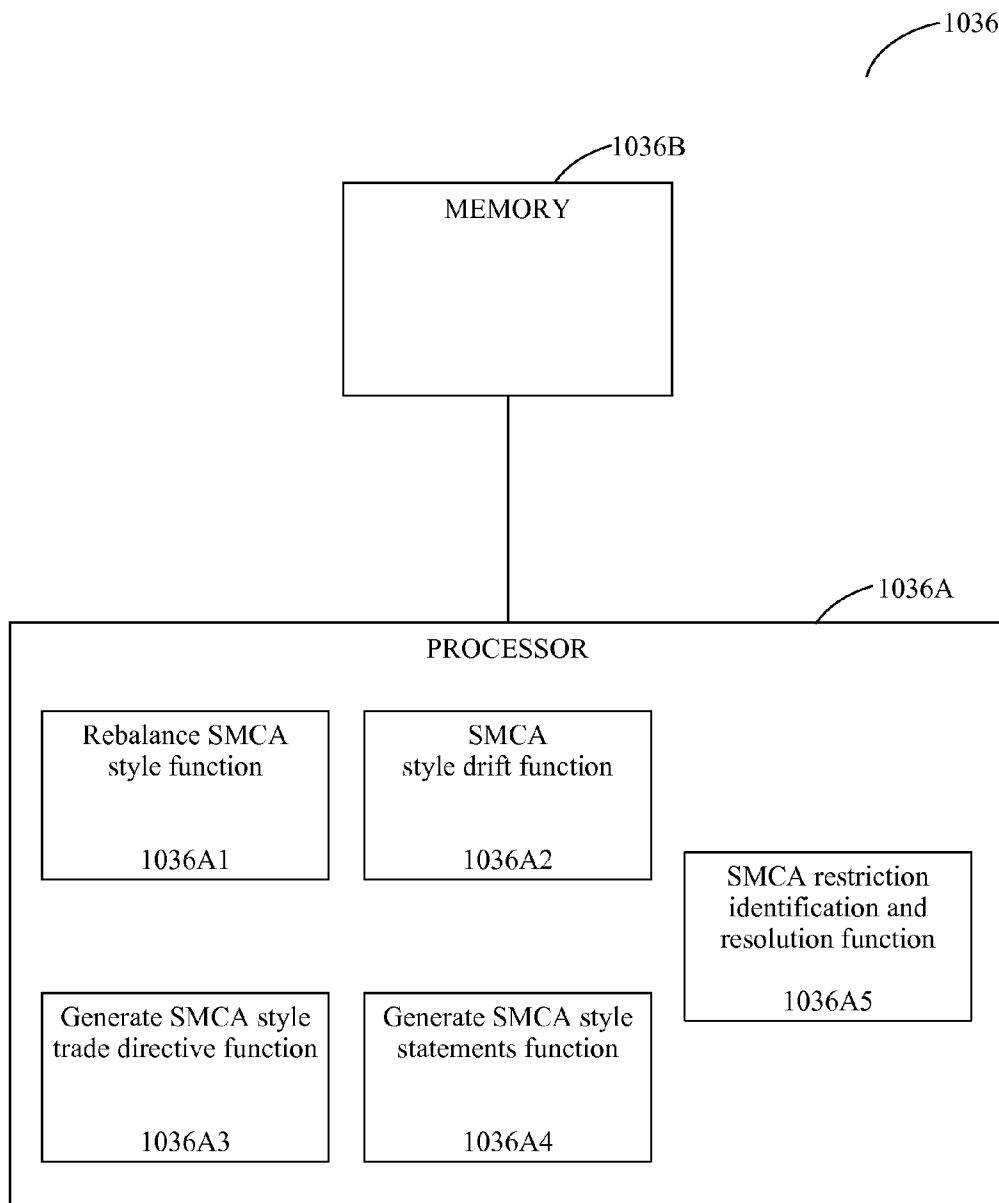 1036
1036B
MEMORY
1036A
PROCESSOR
Rebalance SMCA
style function
1036A1
SMCA
style drift function
1036A2
SMCA restriction
identification and
resolution function
1036A5
Generate SMCA style
trade directive function
1036A3
Generate SMCA style
statements function
1036A4